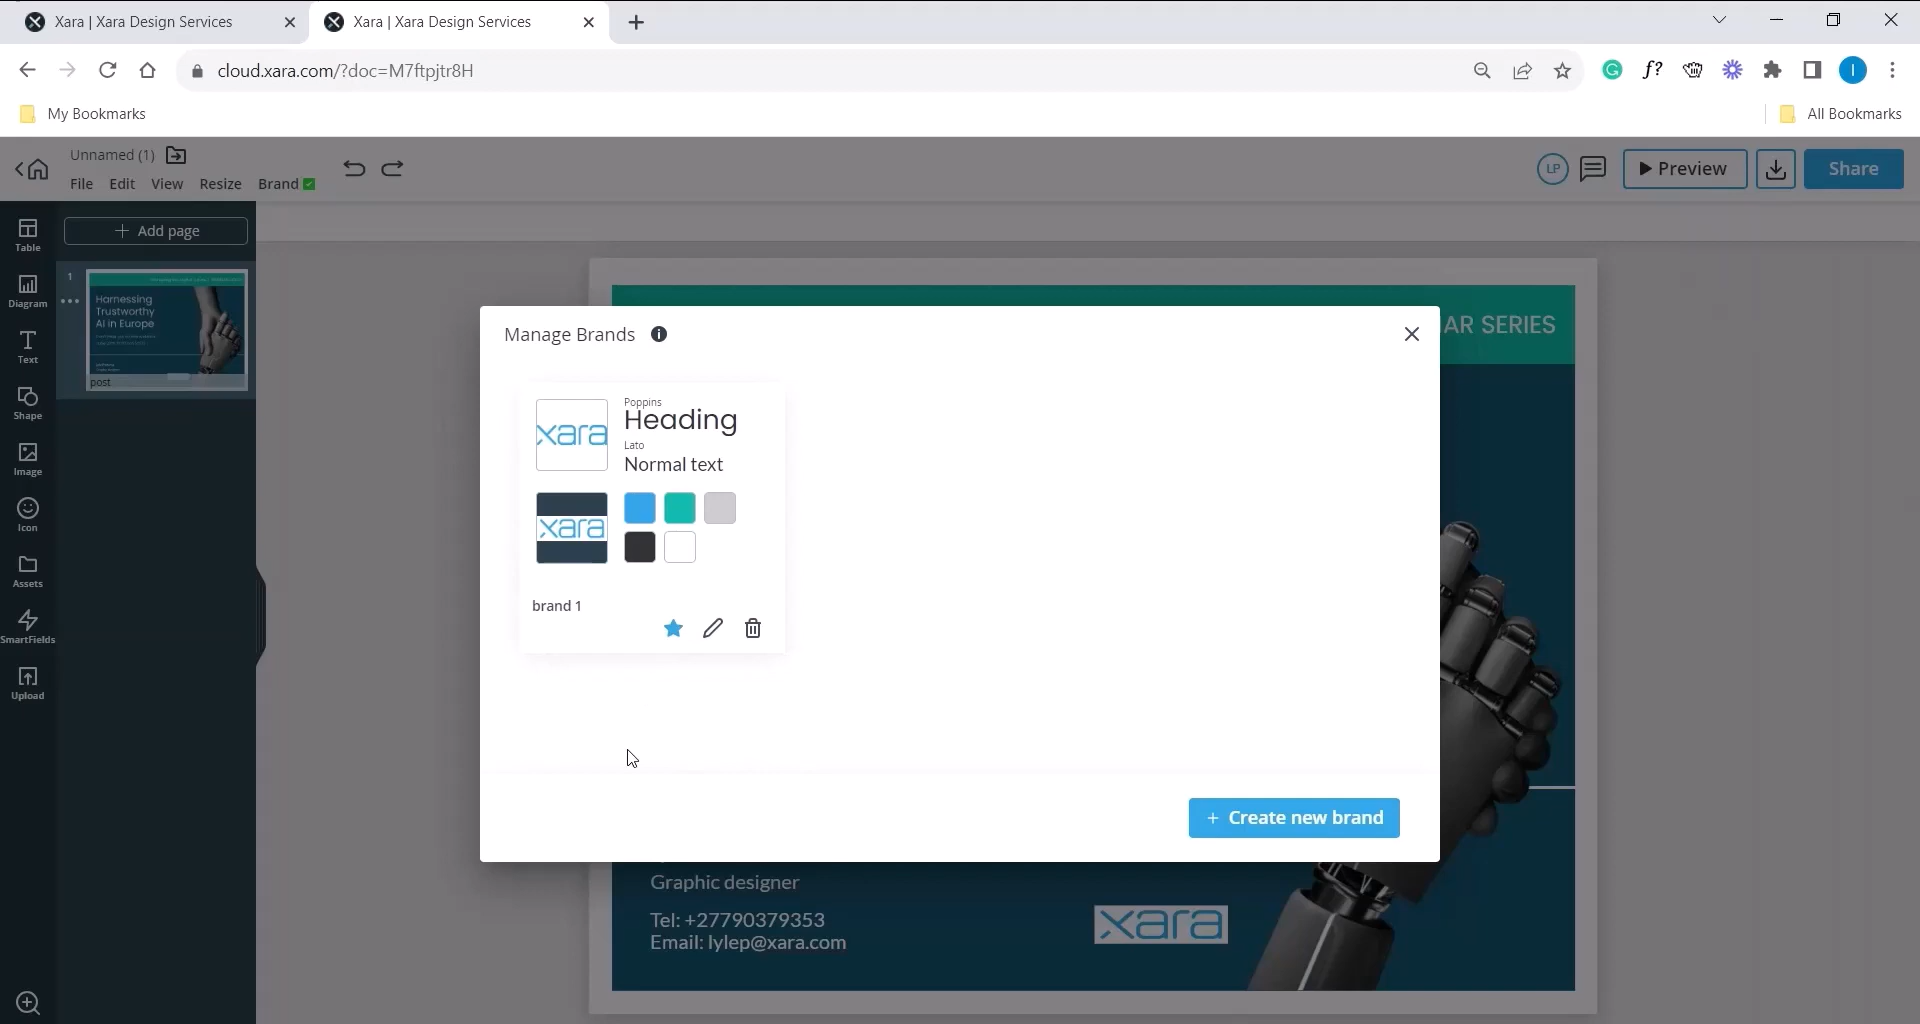 Xara | Xara Design Services
Xara | Xara Design Services
cloud.xara.com/?doc=M7ftpjtr8H
f?
I
My Bookmarks
All Bookmarks
Unnamed (1)
File Edit View Resize Brand
LP
Preview
Share
Table
Diagram
Text
Shape
Image
Icon
Assets
SmartFields
Upload
+ Add page
1
Harnessing
Trustworthy
AI in Europe
post
AR SERIES
Manage Brands
xara
Poppins
Heading
Lato
Normal text
xara
brand 1
+ Create new brand
Graphic designer
Tel: +27790379353
Email: lylep@xara.com
xara